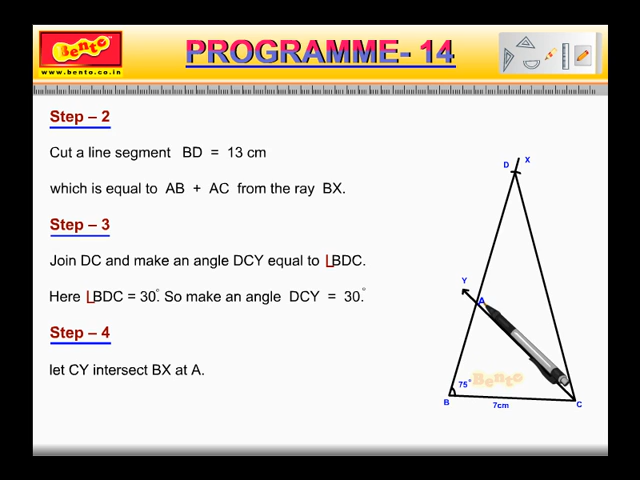 Bento
www.bento.co.in
PROGRAMME- 14
Step – 2
Cut a line segment BD = 13 cm
which is equal to AB + AC from the ray BX.
Step – 3
Join DC and make an angle DCY equal to ∟BDC.
Here ∟BDC = 30°. So make an angle DCY = 30.°
Step – 4
let CY intersect BX at A.
D X
Y
A
75°
Bento
B
7cm
C